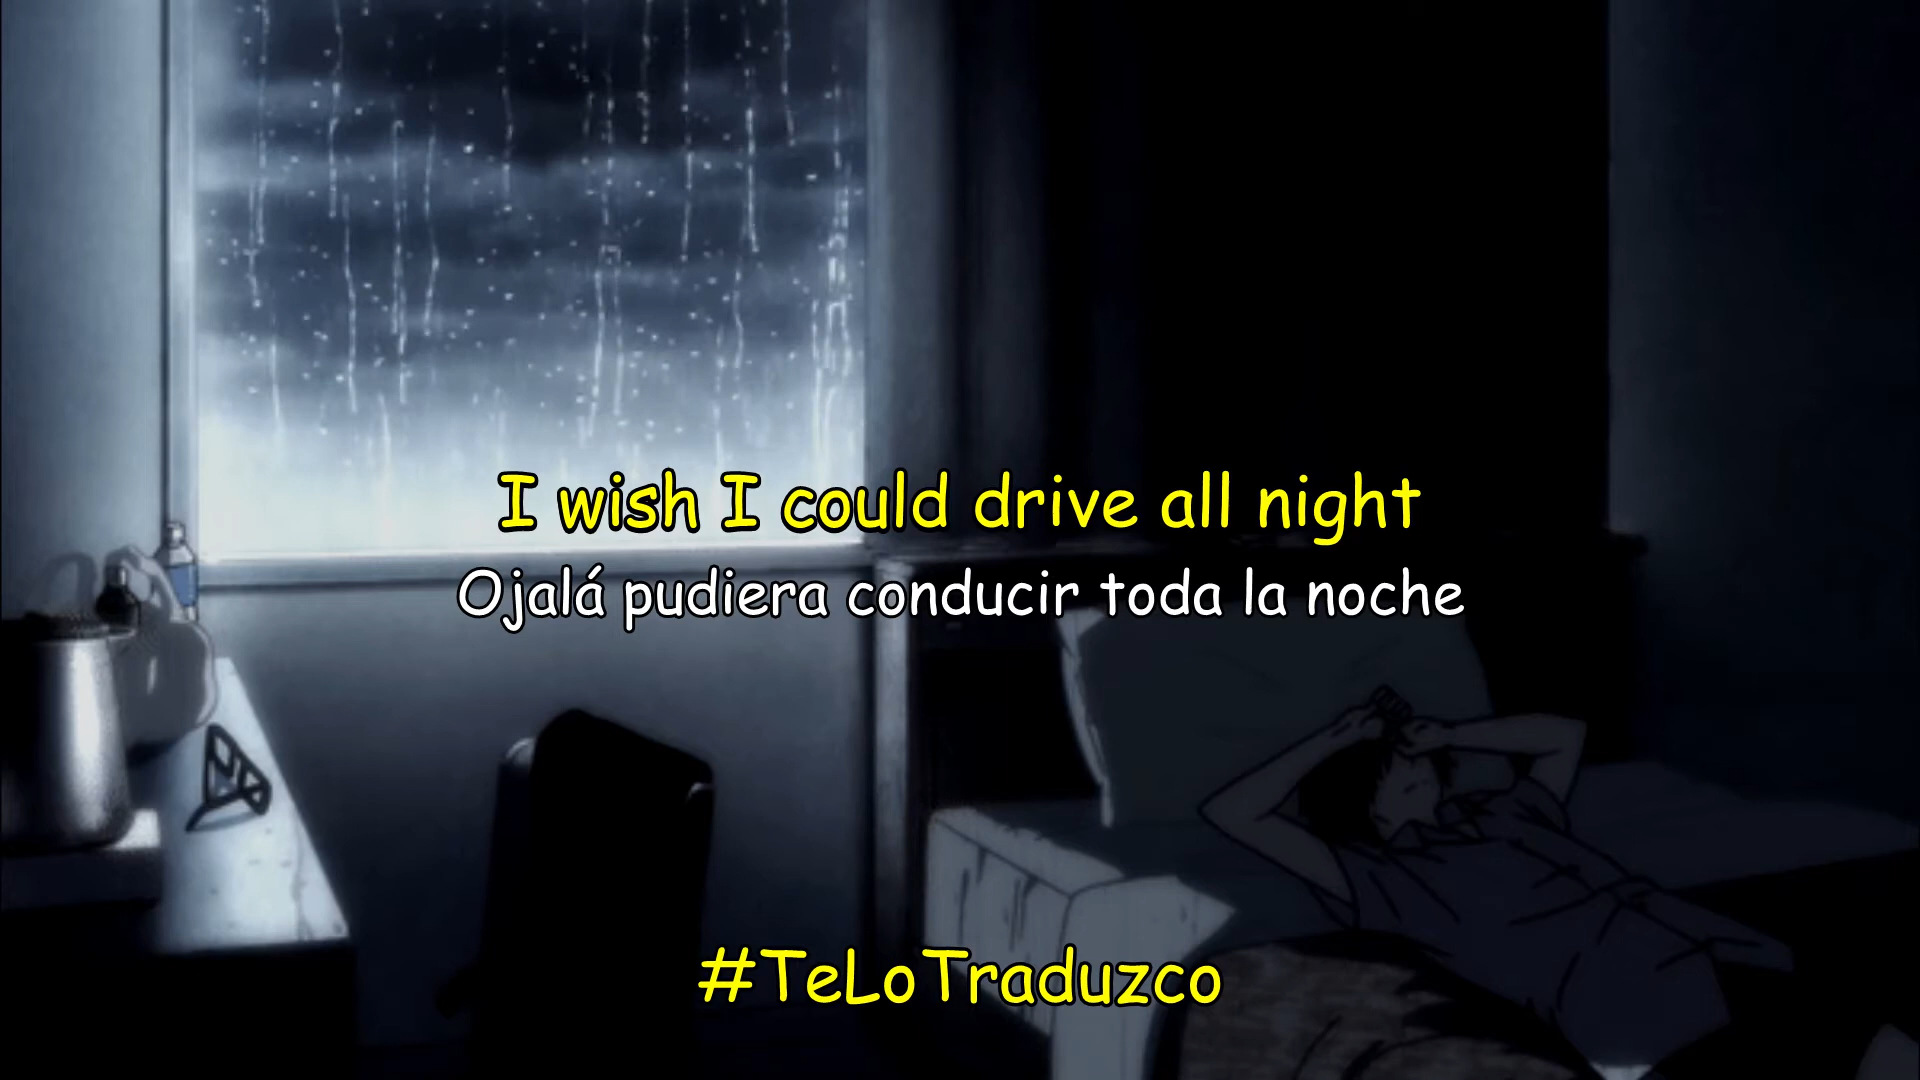 I wish I could drive all night
Ojalá pudiera conducir toda la noche
#TeLoTraduzco